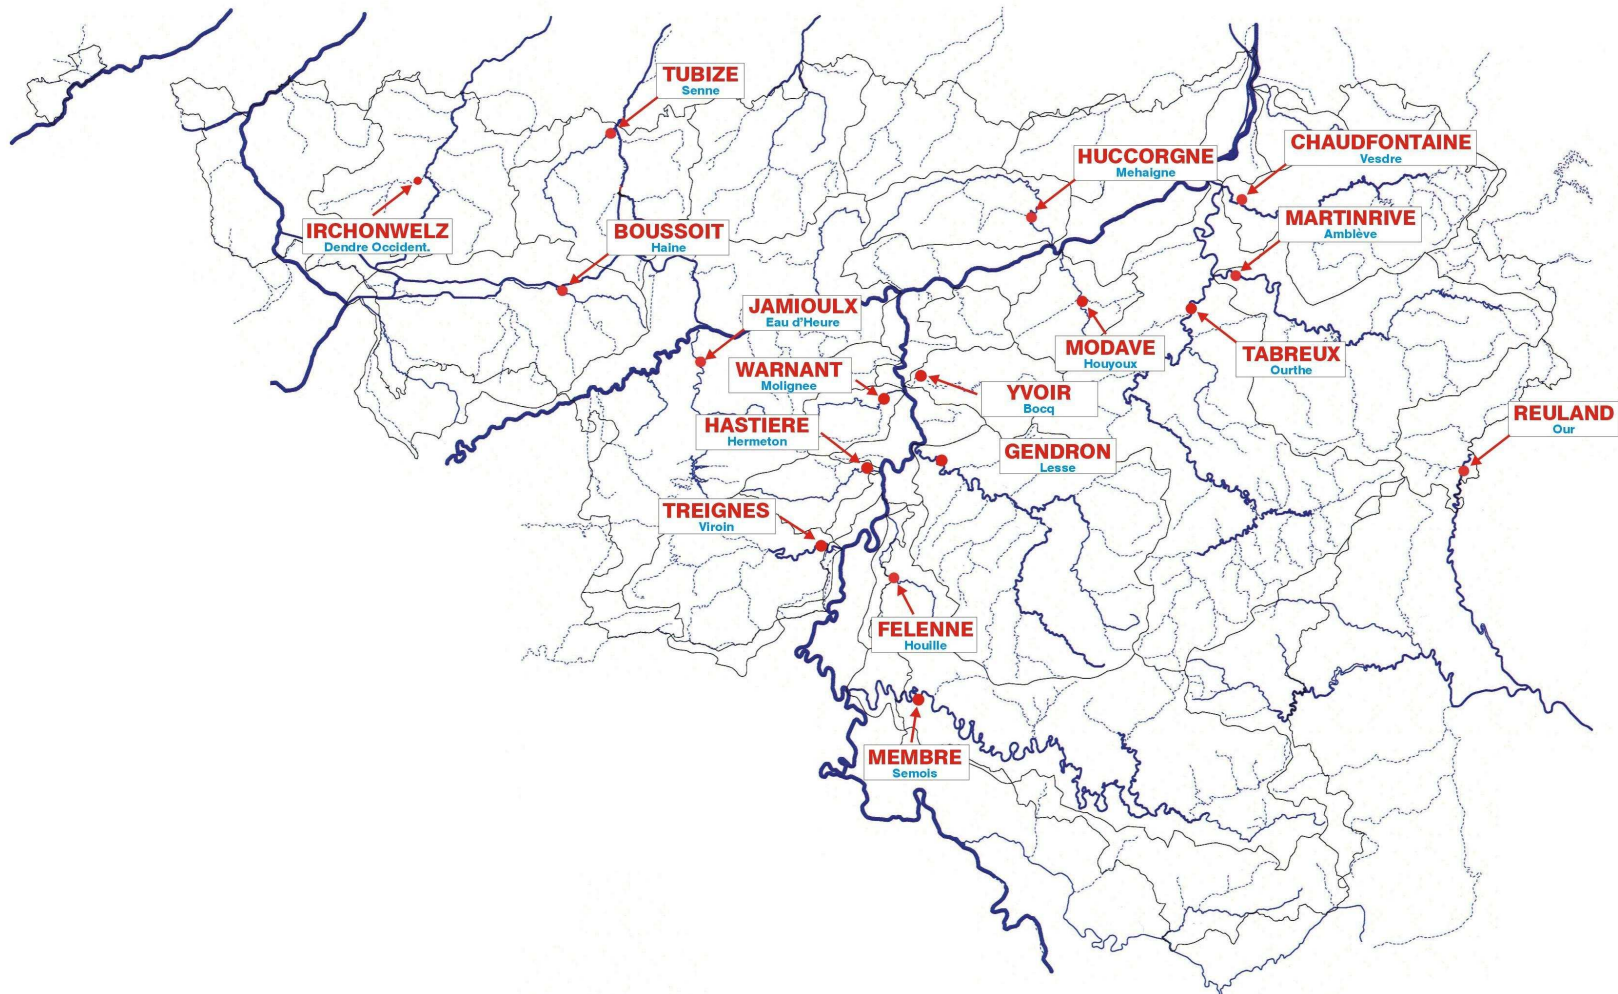 TUBIZE
Senne
CHAUDFONTAINE
Vesdre
HUCCORGNE
Mehaigne
MARTINRIVE
Amblève
IRCHONWELZ
Dendre Occident.
BOUSSOIT
Haine
JAMIOULX
Eau d'Heure
MODAVE
Houyoux
TABREUX
Ourthe
WARNANT
Molignee
YVOIR
Bocq
REULAND
Our
HASTIERE
Hermeton
GENDRON
Lesse
TREIGNES
Viroin
FELENNE
Houille
MEMBRE
Semois